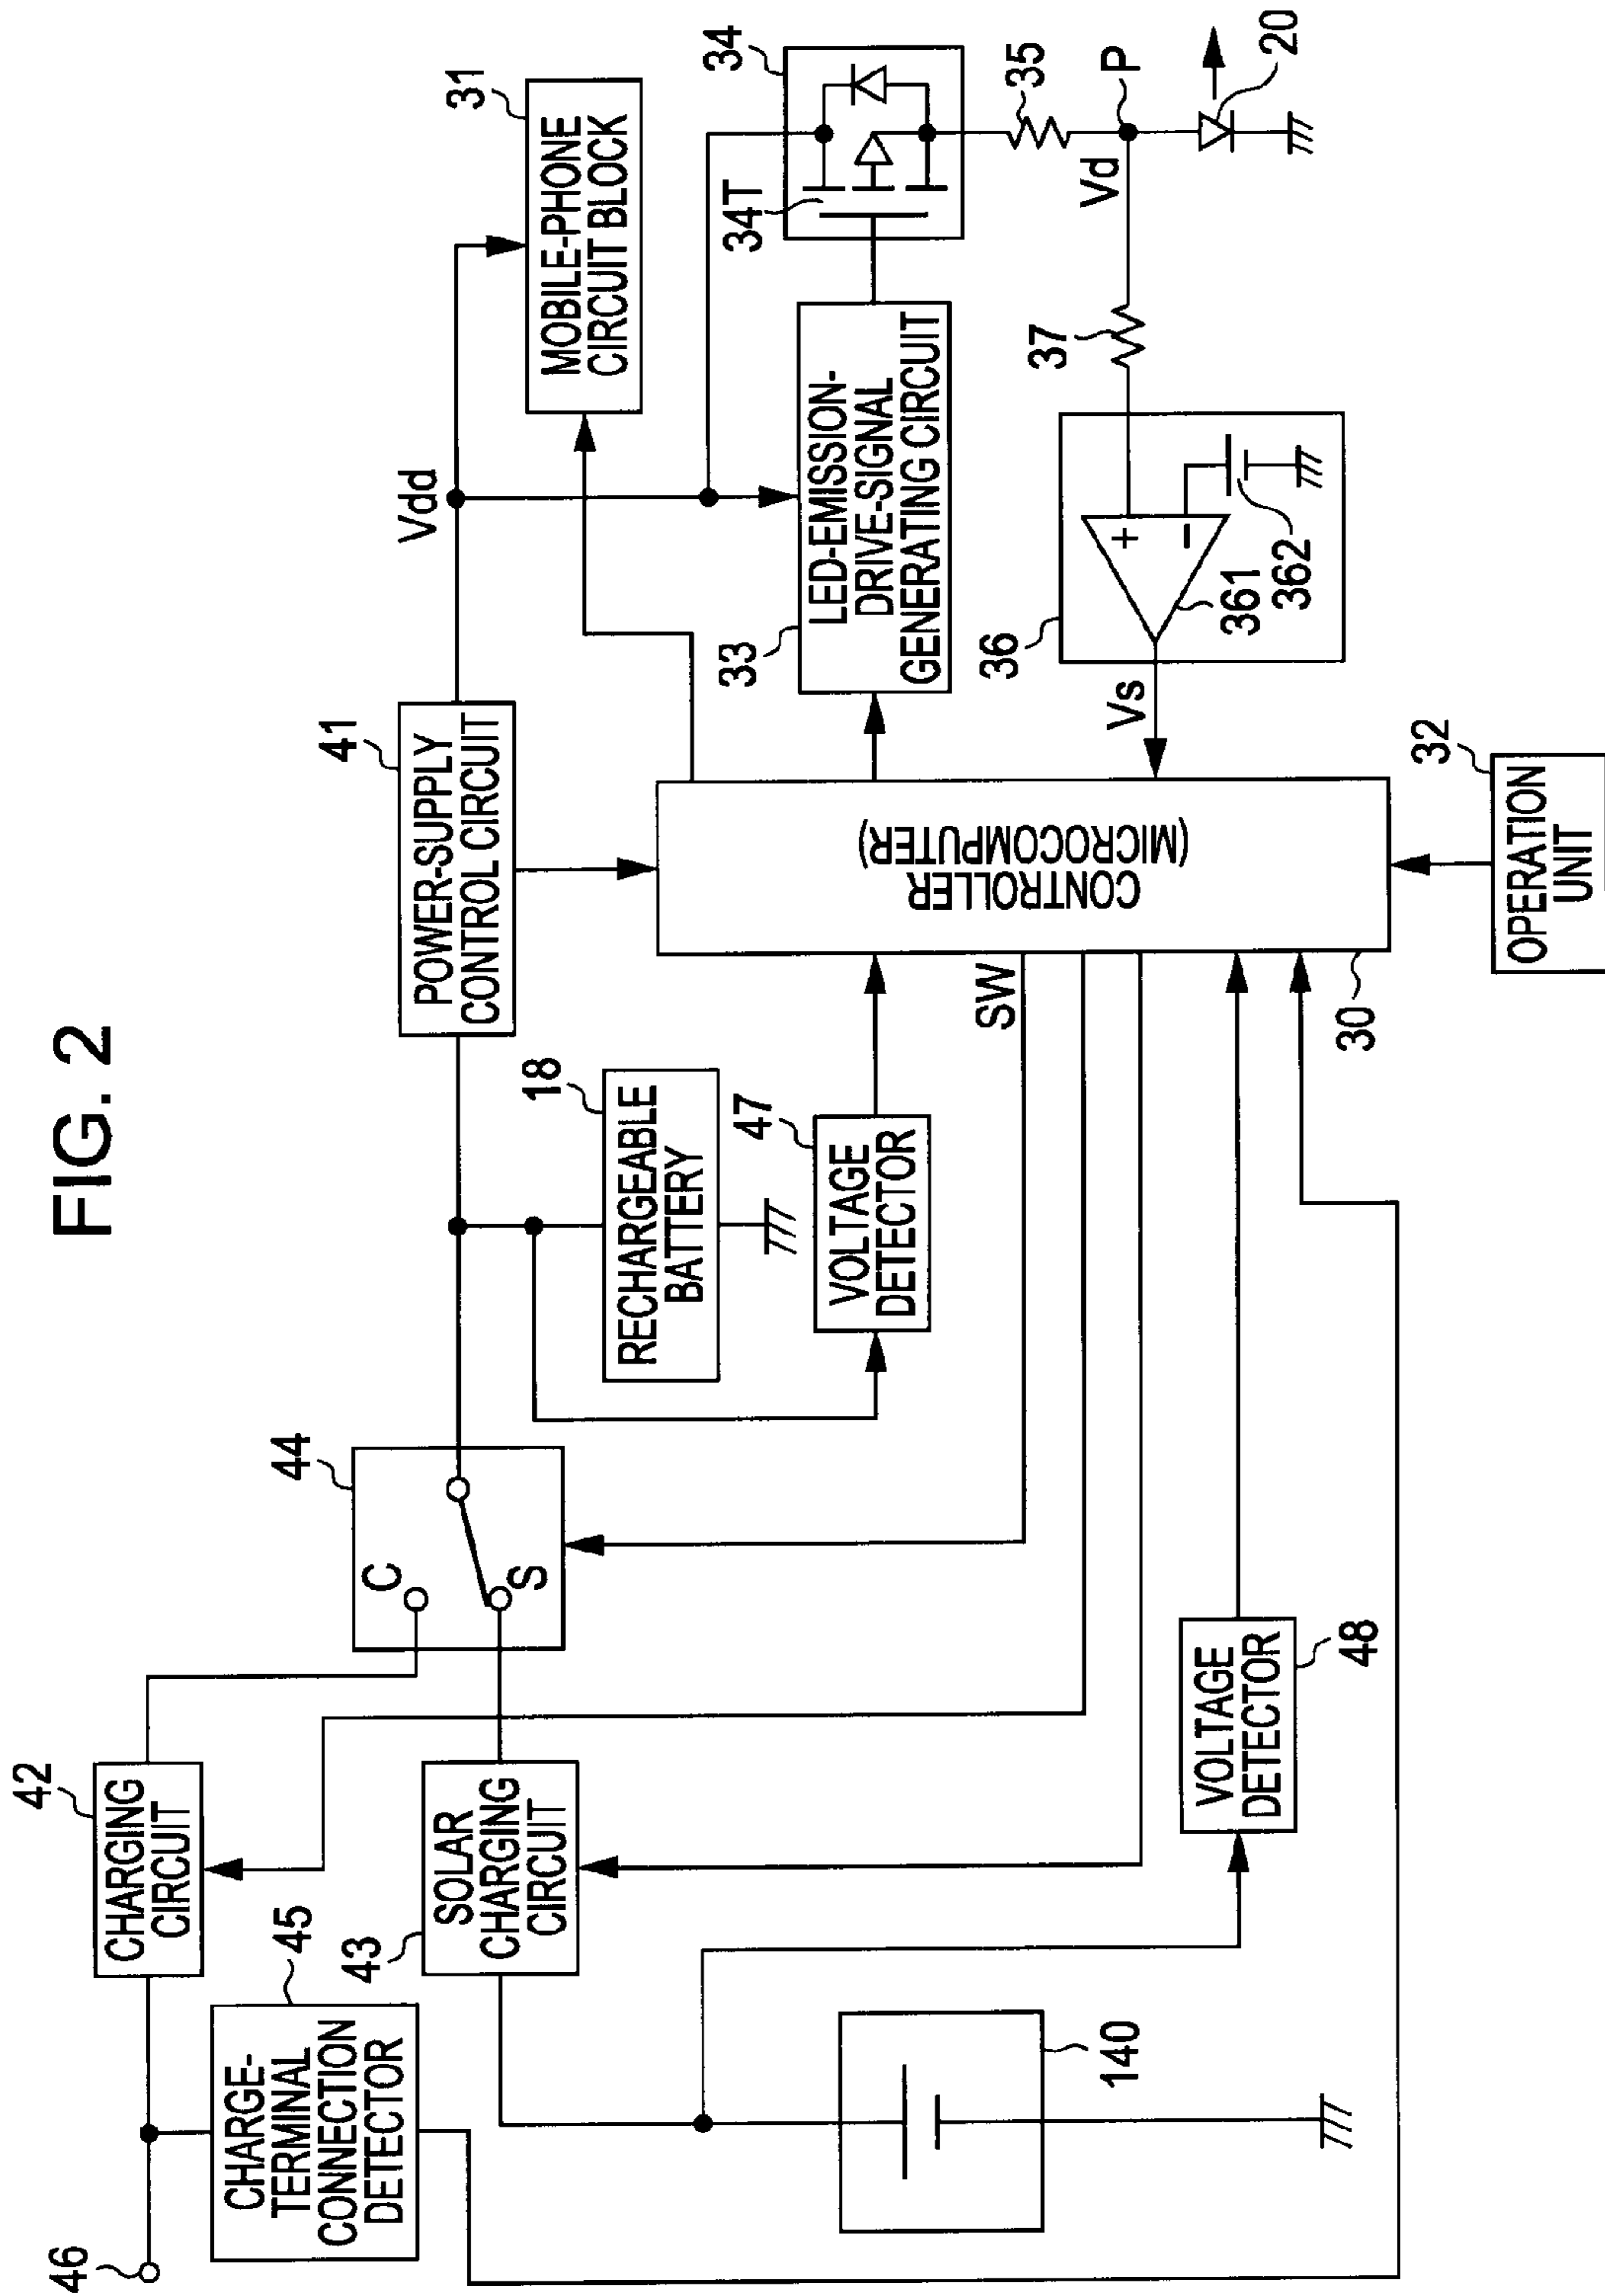 FIG. 2
46
CHARGE-
TERMINAL
CONNECTION
DETECTOR
45
42
CHARGING
CIRCUIT
43
SOLAR
CHARGING
CIRCUIT
140
44
C
S
18
RECHARGEABLE
BATTERY
47
VOLTAGE
DETECTOR
VOLTAGE
DETECTOR
48
41
POWER-SUPPLY
CONTROL CIRCUIT
SW
CONTROLLER
(MICROCOMPUTER)
30
OPERATION
UNIT
32
Vdd
31
MOBILE-PHONE
CIRCUIT BLOCK
33
LED-EMISSION-
DRIVE-SIGNAL
GENERATING CIRCUIT
34
34T
35
P
Vd
20
37
36
+
−
361
362
Vs